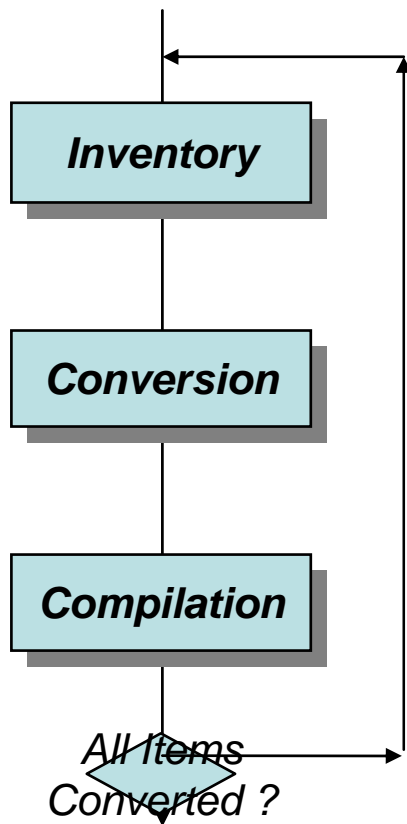 Inventory
Conversion
Compilation
All Items
Converted ?